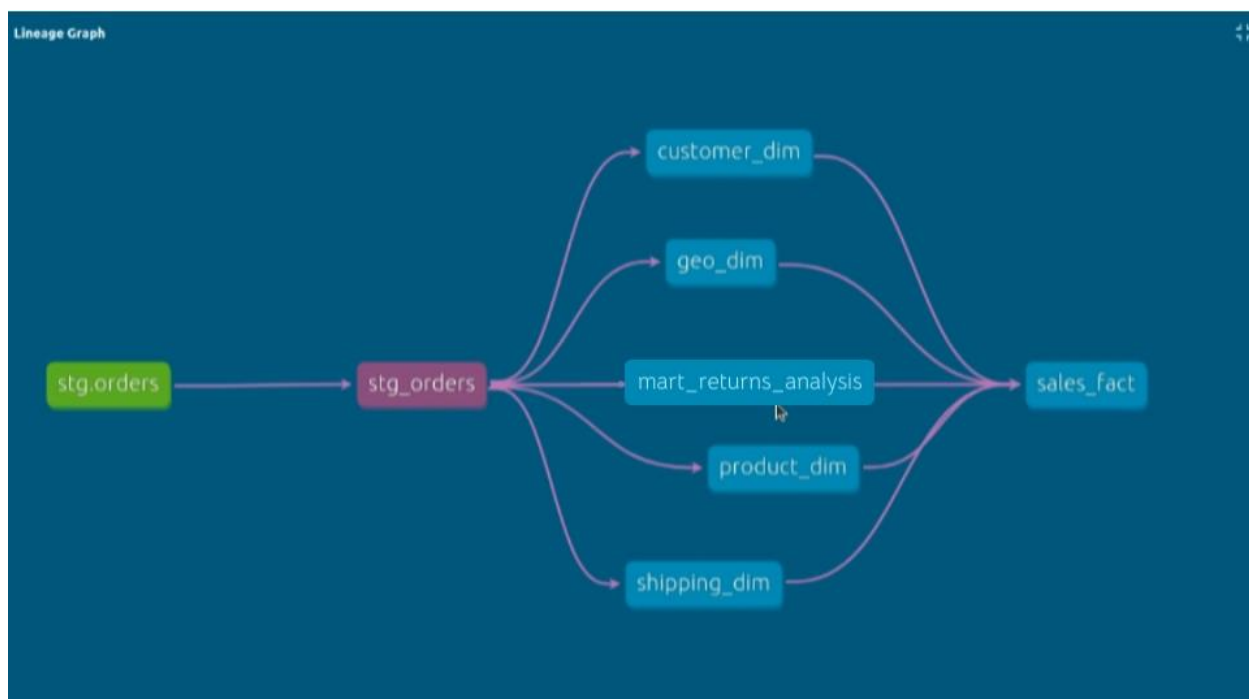 Lineage Graph
customer_dim
geo_dim
stg.orders
stg_orders
mart_returns_analysis
sales_fact
product_dim
shipping_dim